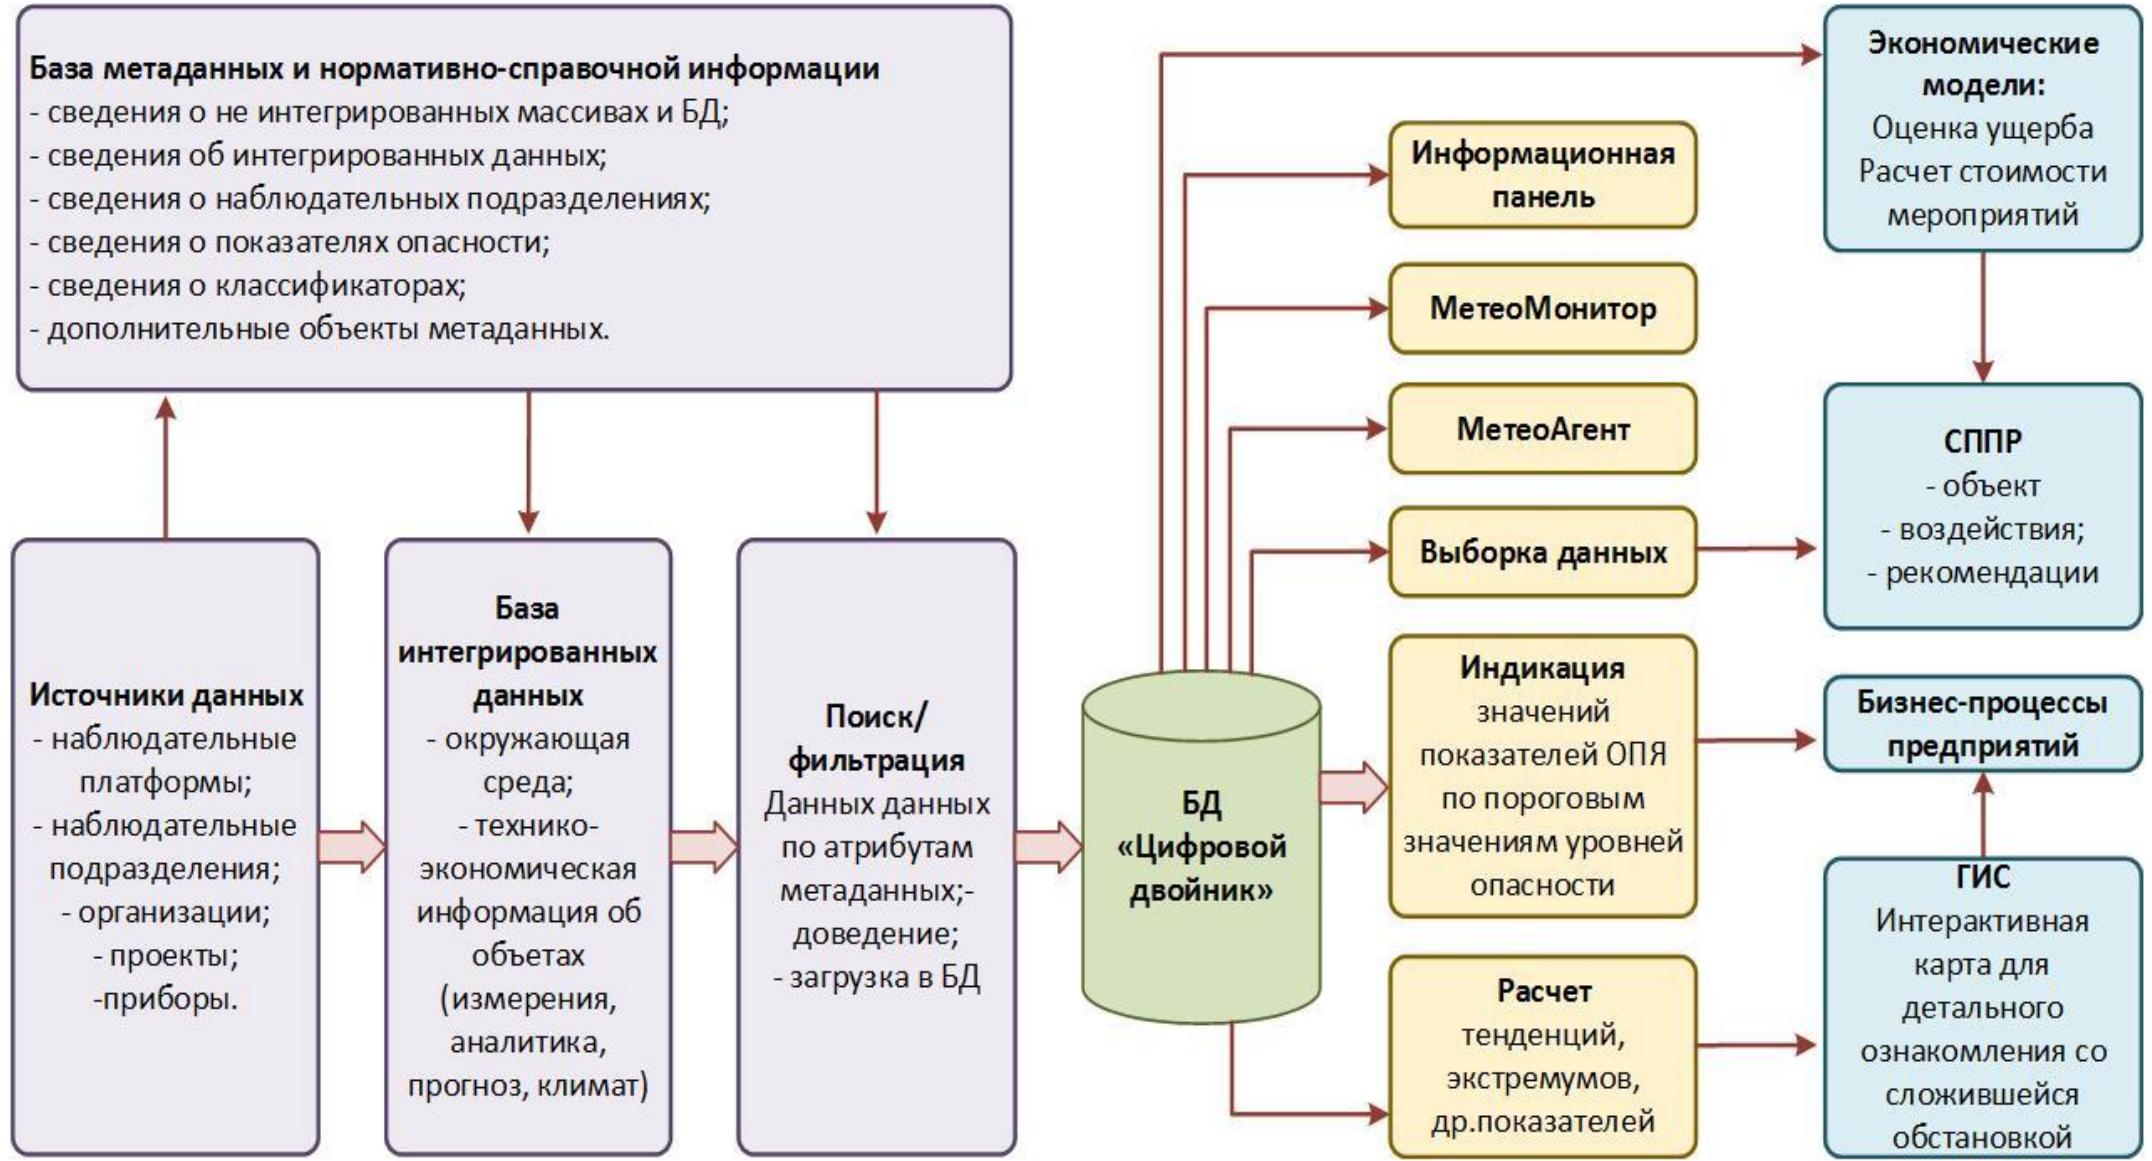 База метаданных и нормативно-справочной информации
- сведения о не интегрированных массивах и БД;
- сведения об интегрированных данных;
- сведения о наблюдательных подразделениях;
- сведения о показателях опасности;
- сведения о классификаторах;
- дополнительные объекты метаданных.
Источники данных
- наблюдательные
платформы;
- наблюдательные
подразделения;
- организации;
- проекты;
-приборы.
База
интегрированных
данных
- окружающая
среда;
- технико-
экономическая
информация об
объетах
(измерения,
аналитика,
прогноз, климат)
Поиск/
фильтрация
Данных данных
по атрибутам
метаданных;-
доведение;
- загрузка в БД
БД
«Цифровой
двойник»
Информационная
панель
МетеоМонитор
МетеоАгент
Выборка данных
Индикация
значений
показателей ОПЯ
по пороговым
значениям уровней
опасности
Расчет
тенденций,
экстремумов,
др.показателей
Экономические
модели:
Оценка ущерба
Расчет стоимости
мероприятий
СППР
- объект
- воздействия;
- рекомендации
Бизнес-процессы
предприятий
ГИС
Интерактивная
карта для
детального
ознакомления со
сложившейся
обстановкой